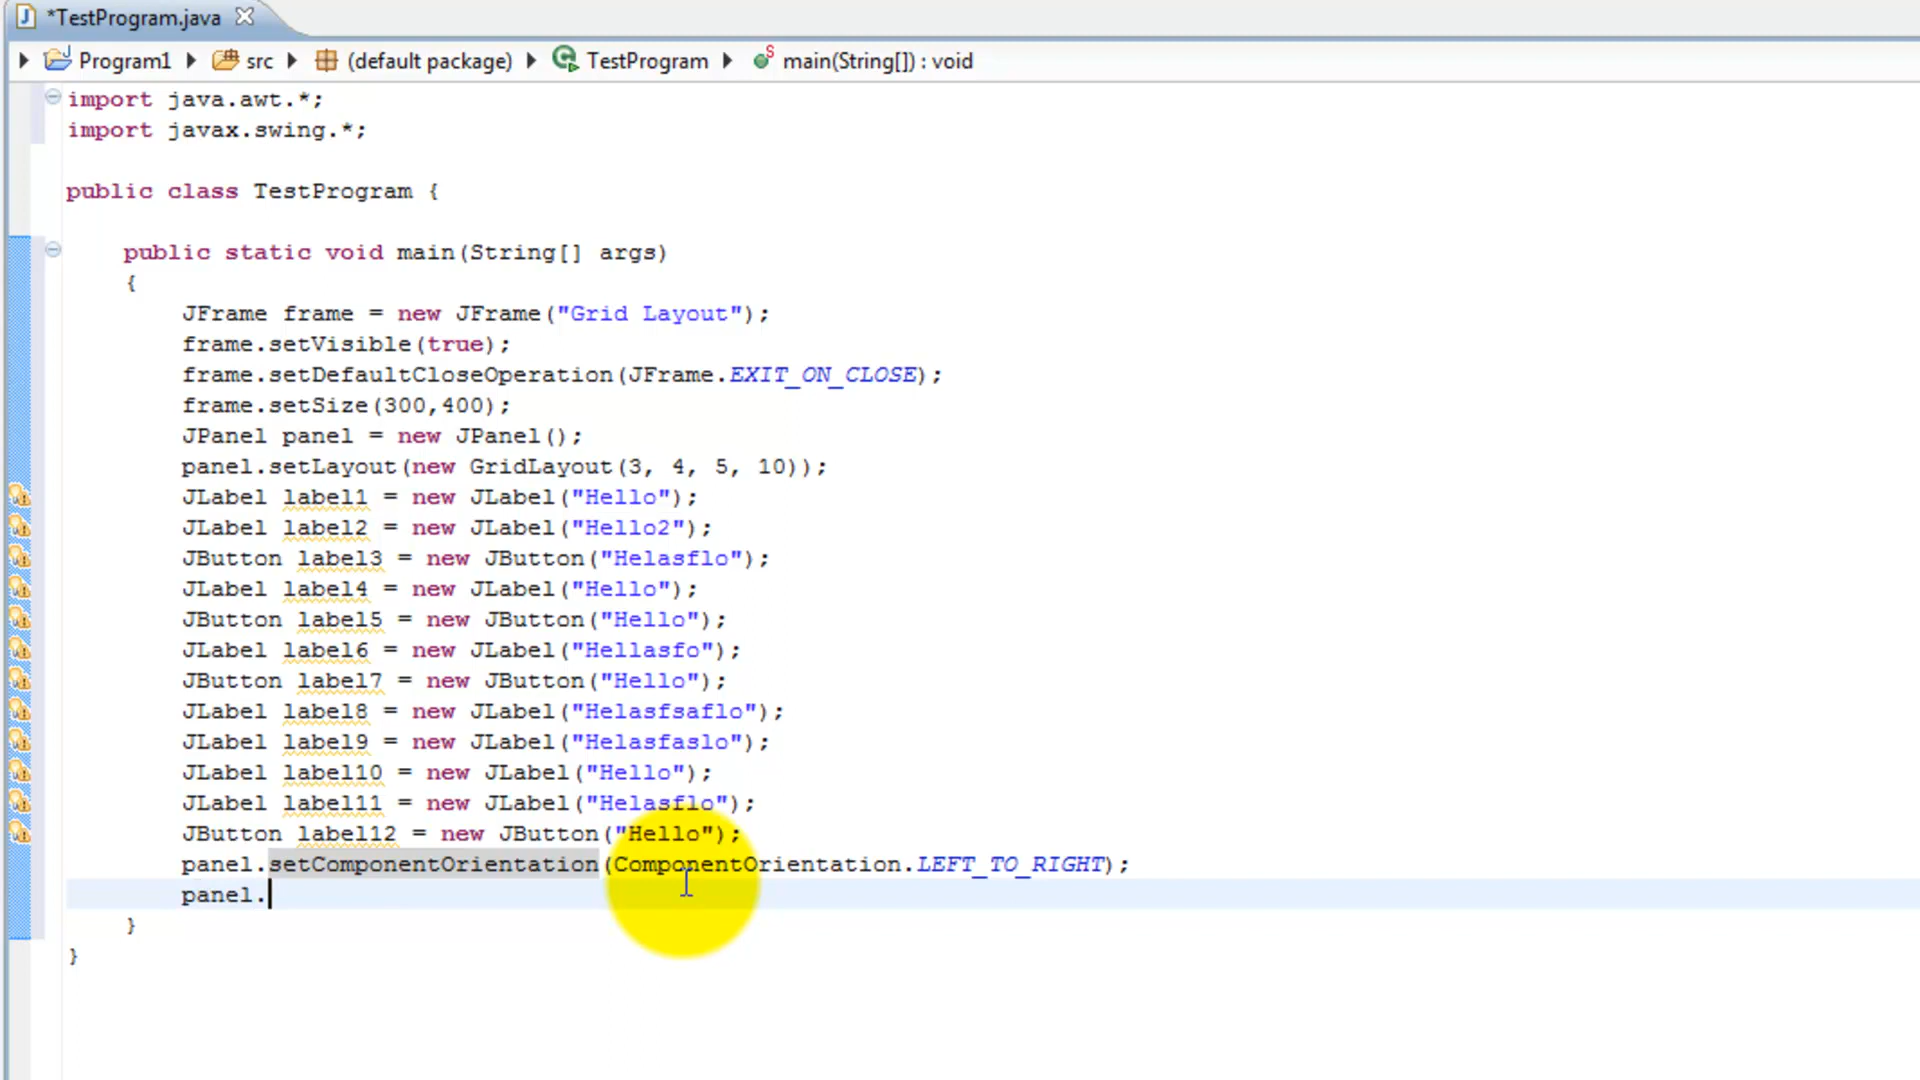 *TestProgram.java
Program1 src (default package) TestProgram main(String[]) : void
import java.awt.*;
import javax.swing.*;
public class TestProgram {
public static void main(String[] args)
{
JFrame frame = new JFrame("Grid Layout");
frame.setVisible(true);
frame.setDefaultCloseOperation(JFrame.EXIT_ON_CLOSE);
frame.setSize(300,400);
JPanel panel = new JPanel();
panel.setLayout(new GridLayout(3, 4, 5, 10));
JLabel label1 = new JLabel("Hello");
JLabel label2 = new JLabel("Hello2");
JButton label3 = new JButton("Helasflo");
JLabel label4 = new JLabel("Hello");
JButton label5 = new JButton("Hello");
JLabel label6 = new JLabel("Hellasfo");
JButton label7 = new JButton("Hello");
JLabel label8 = new JLabel("Helasfsaflo");
JLabel label9 = new JLabel("Helasfaslo");
JLabel label10 = new JLabel("Hello");
JLabel label11 = new JLabel("Helasflo");
JButton label12 = new JButton("Hello");
panel.setComponentOrientation(ComponentOrientation.LEFT_TO_RIGHT);
panel.
}
}